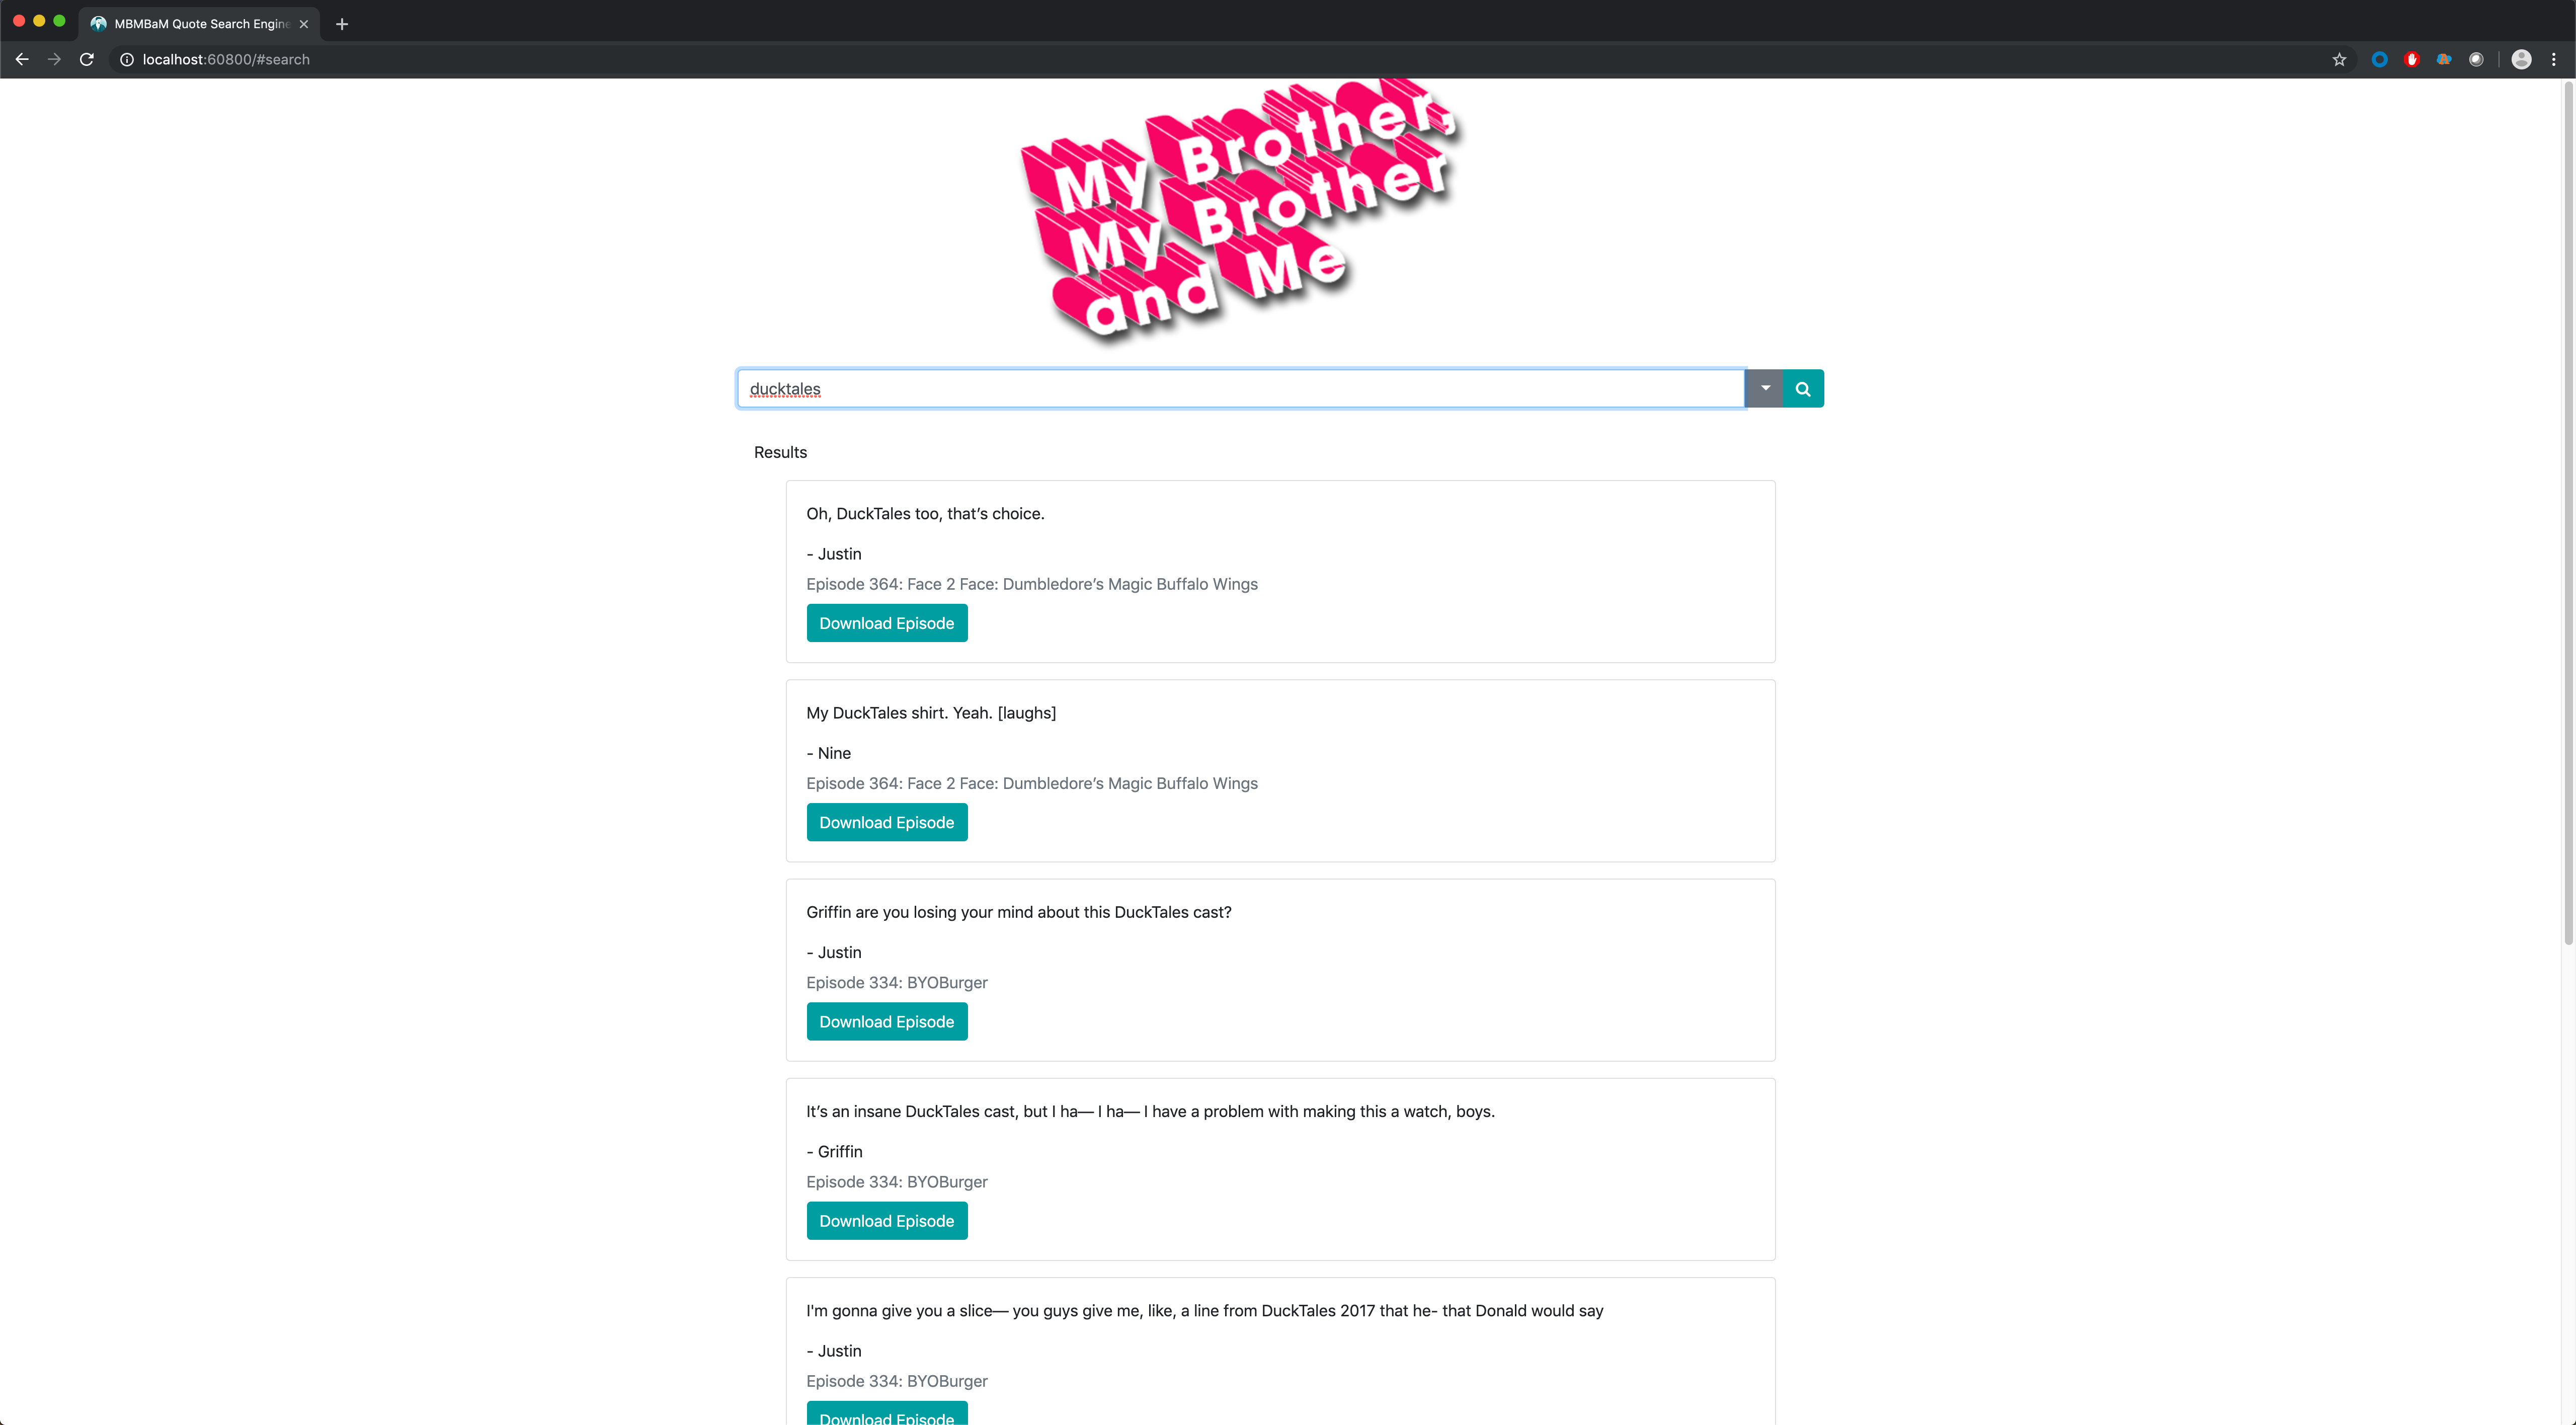 MBMBaM Quote Search Engine
localhost:60800/#search
My Brother,
My Brother
and Me
ducktales
Results
Oh, DuckTales too, that’s choice.
- Justin
Episode 364: Face 2 Face: Dumbledore’s Magic Buffalo Wings
Download Episode
My DuckTales shirt. Yeah. [laughs]
- Nine
Episode 364: Face 2 Face: Dumbledore’s Magic Buffalo Wings
Download Episode
Griffin are you losing your mind about this DuckTales cast?
- Justin
Episode 334: BYOBurger
Download Episode
It’s an insane DuckTales cast, but I ha— I ha— I have a problem with making this a watch, boys.
- Griffin
Episode 334: BYOBurger
Download Episode
I'm gonna give you a slice— you guys give me, like, a line from DuckTales 2017 that he- that Donald would say
- Justin
Episode 334: BYOBurger
Download Episode